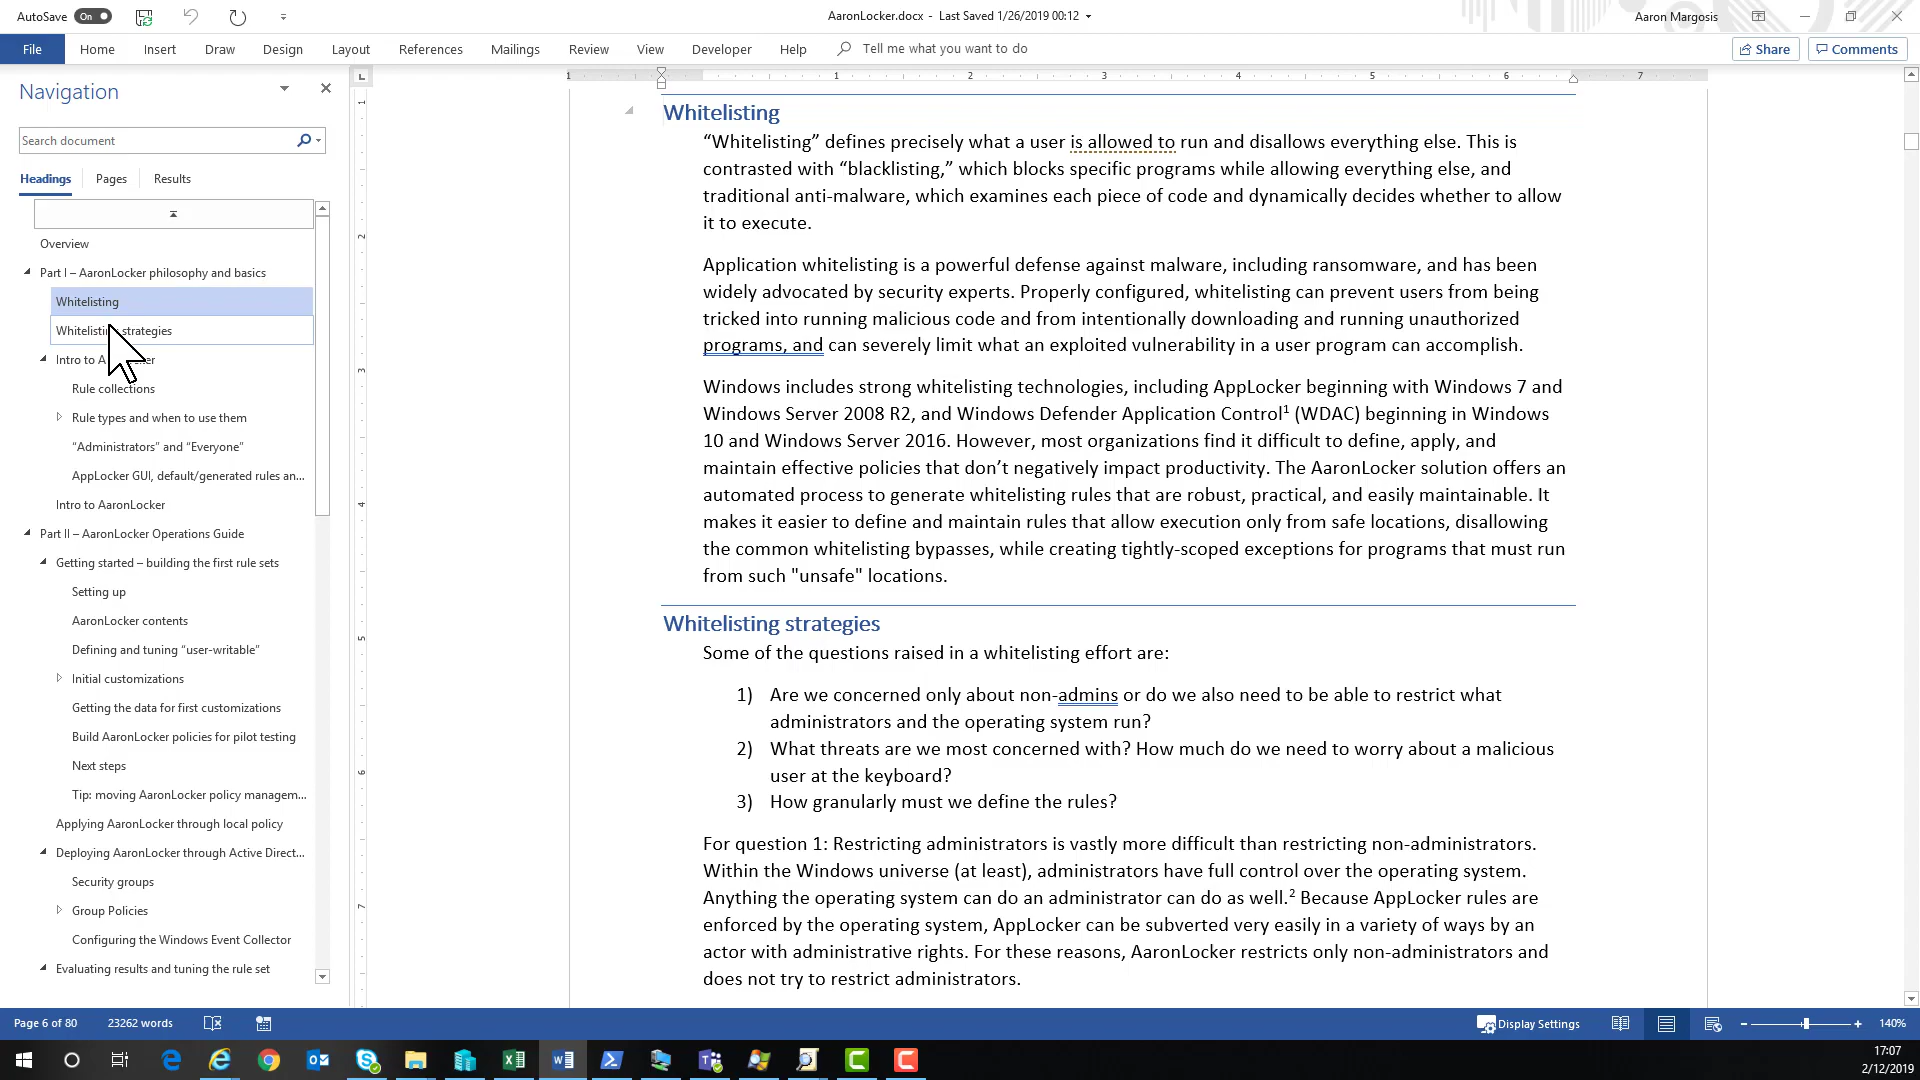 AutoSave On
AaronLocker.docx - Last Saved 1/26/2019 00:12
Aaron Margosis
File Home Insert Draw Design Layout References Mailings Review View Developer Help Tell me what you want to do Share Comments
Navigation
Search document
Headings Pages Results
Overview
Part I – AaronLocker philosophy and basics
Whitelisting
strategies
Intro to
Rule collections
Rule types and when to use them
“Administrators” and “Everyone”
AppLocker GUI, default/generated rules an...
Intro to AaronLocker
Part II – AaronLocker Operations Guide
Getting started – building the first rule sets
Setting up
AaronLocker contents
Defining and tuning “user-writable”
Initial customizations
Getting the data for first customizations
Build AaronLocker policies for pilot testing
Next steps
Tip: moving AaronLocker policy managem...
Applying AaronLocker through local policy
Deploying AaronLocker through Active Direct...
Security groups
Group Policies
Configuring the Windows Event Collector
Evaluating results and tuning the rule set
1 1 2 3 4 5 6 7
1
2
3
4
5
6
7
Whitelisting
“Whitelisting” defines precisely what a user is allowed to run and disallows everything else. This is
contrasted with “blacklisting,” which blocks specific programs while allowing everything else, and
traditional anti-malware, which examines each piece of code and dynamically decides whether to allow
it to execute.
Application whitelisting is a powerful defense against malware, including ransomware, and has been
widely advocated by security experts. Properly configured, whitelisting can prevent users from being
tricked into running malicious code and from intentionally downloading and running unauthorized
programs, and can severely limit what an exploited vulnerability in a user program can accomplish.
Windows includes strong whitelisting technologies, including AppLocker beginning with Windows 7 and
Windows Server 2008 R2, and Windows Defender Application Control1 (WDAC) beginning in Windows
10 and Windows Server 2016. However, most organizations find it difficult to define, apply, and
maintain effective policies that don’t negatively impact productivity. The AaronLocker solution offers an
automated process to generate whitelisting rules that are robust, practical, and easily maintainable. It
makes it easier to define and maintain rules that allow execution only from safe locations, disallowing
the common whitelisting bypasses, while creating tightly-scoped exceptions for programs that must run
from such "unsafe" locations.
Whitelisting strategies
Some of the questions raised in a whitelisting effort are:
1) Are we concerned only about non-admins or do we also need to be able to restrict what
administrators and the operating system run?
2) What threats are we most concerned with? How much do we need to worry about a malicious
user at the keyboard?
3) How granularly must we define the rules?
For question 1: Restricting administrators is vastly more difficult than restricting non-administrators.
Within the Windows universe (at least), administrators have full control over the operating system.
Anything the operating system can do an administrator can do as well.2 Because AppLocker rules are
enforced by the operating system, AppLocker can be subverted very easily in a variety of ways by an
actor with administrative rights. For these reasons, AaronLocker restricts only non-administrators and
does not try to restrict administrators.
Page 6 of 80 23262 words Display Settings 140%
17:07
2/12/2019